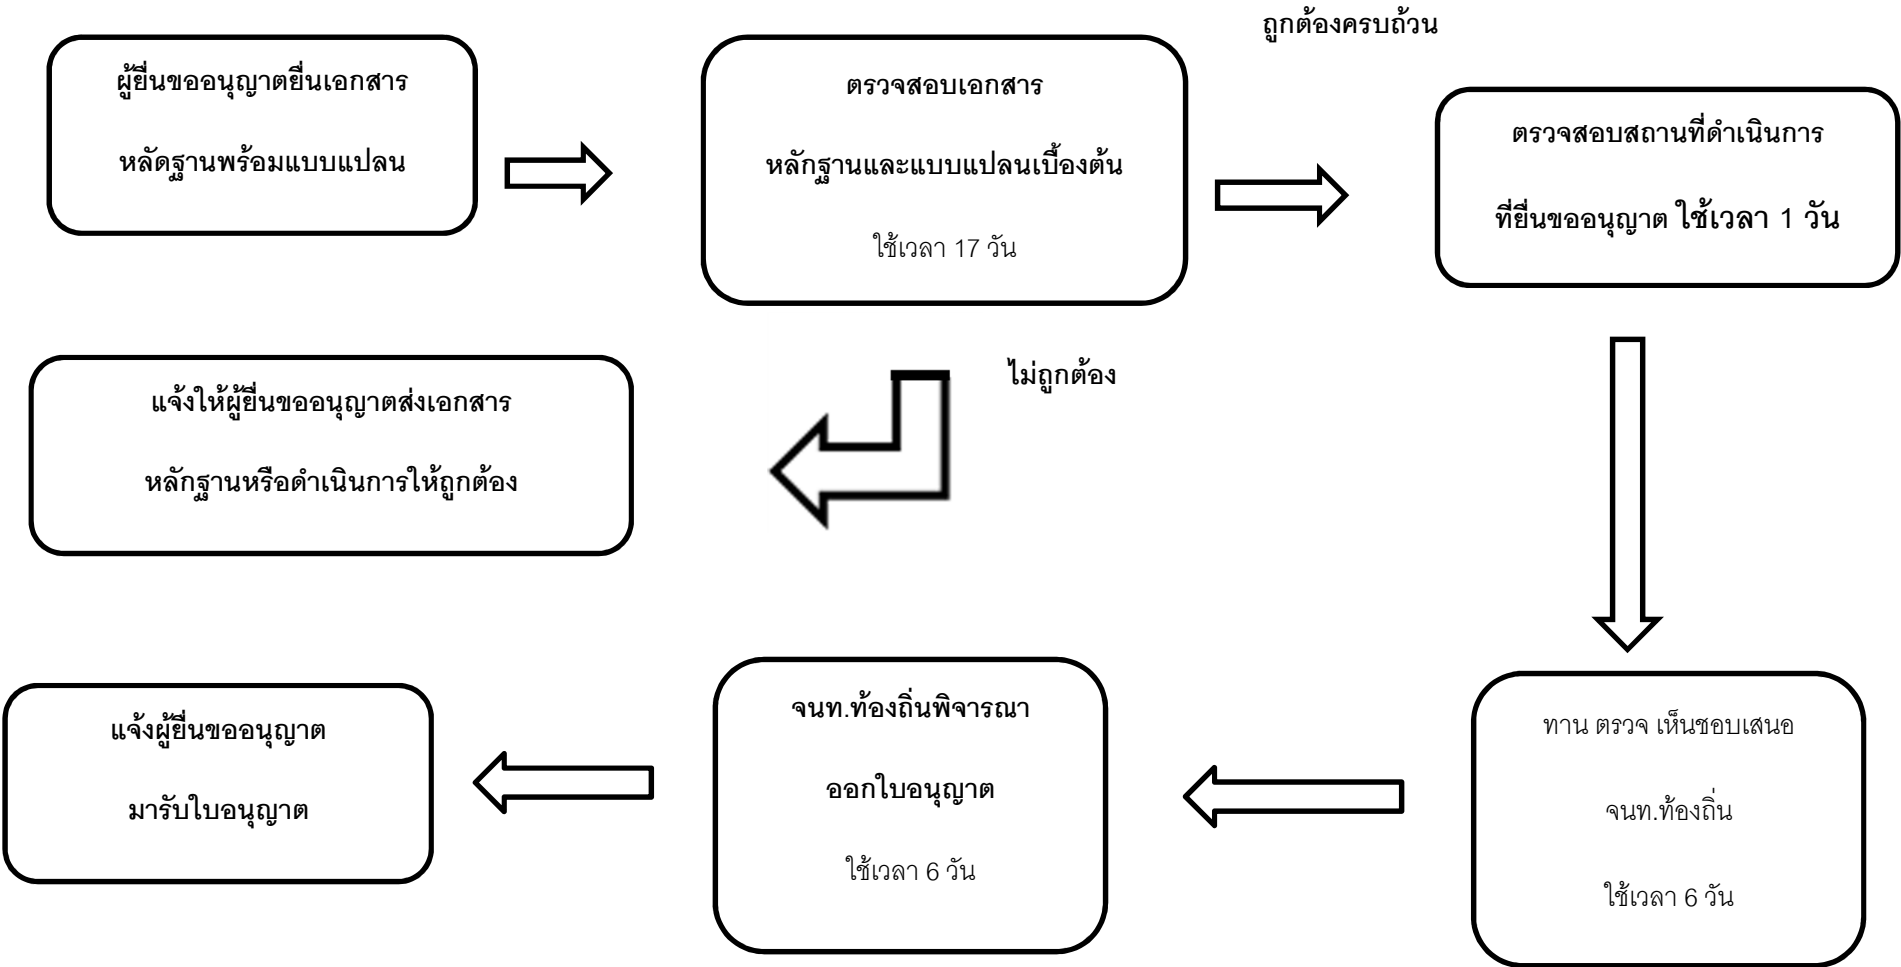 ผู้ยื่นขออนุญาตยื่นเอกสาร
หลัดฐานพร้อมแบบแปลน
ตรวจสอบเอกสาร
หลักฐานและแบบแปลนเบื้องต้น
ใช้เวลา 17 วัน
ถูกต้องครบถ้วน
ตรวจสอบสถานที่ดำเนินการ
ที่ยื่นขออนุญาต ใช้เวลา 1 วัน
ไม่ถูกต้อง
แจ้งให้ผู้ยื่นขออนุญาตส่งเอกสาร
หลักฐานหรือดำเนินการให้ถูกต้อง
ทาน ตรวจ เห็นชอบเสนอ
จนท.ท้องถิ่น
ใช้เวลา 6 วัน
จนท.ท้องถิ่นพิจารณา
ออกใบอนุญาต
ใช้เวลา 6 วัน
แจ้งผู้ยื่นขออนุญาต
มารับใบอนุญาต